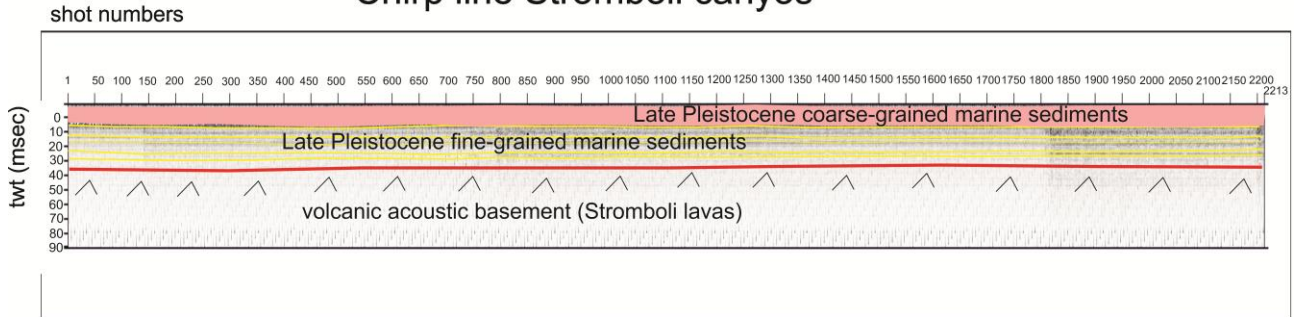 Chirp line Stromboli canyos
shot numbers
1 50 100 150 200 250 300 350 400 450 500 550 600 650 700 750 800 850 900 950 1000 1050 1100 1150 1200 1250 1300 1350 1400 1450 1500 1550 1600 1650 1700 1750 1800 1850 1900 1950 2000 2050 2100 2150 2200
2213
twt (msec)
Late Pleistocene coarse-grained marine sediments
0
10
Late Pleistocene fine-grained marine sediments
20
30
40
50
60
volcanic acoustic basement (Stromboli lavas)
70
80
90